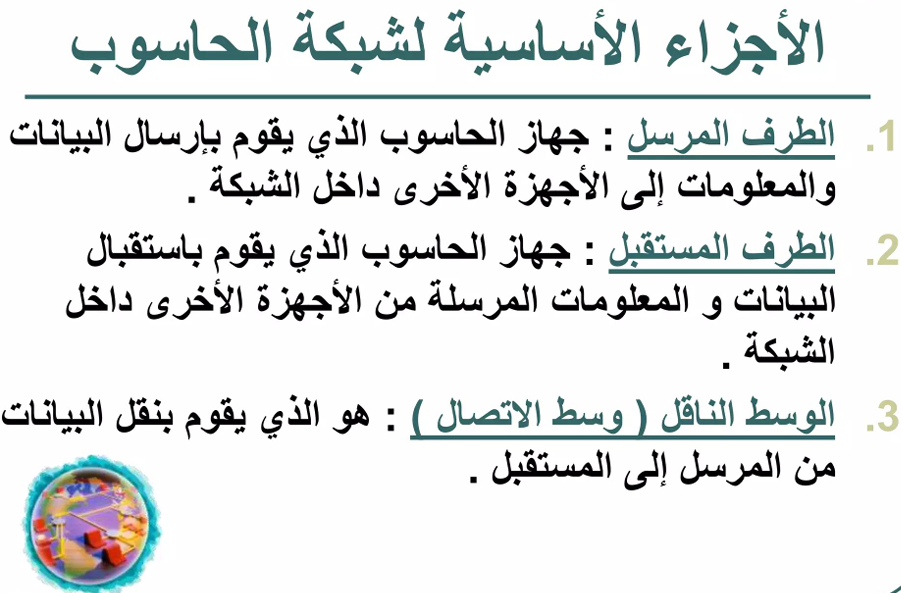 الأجزاء الأساسية لشبكة الحاسوب
1. الطرف المرسل : جهاز الحاسوب الذي يقوم بإرسال البيانات
والمعلومات إلى الأجهزة الأخرى داخل الشبكة .
2. الطرف المستقبل : جهاز الحاسوب الذي يقوم باستقبال
البيانات و المعلومات المرسلة من الأجهزة الأخرى داخل
الشبكة .
3. الوسط الناقل ( وسط الاتصال ) : هو الذي يقوم بنقل البيانات
من المرسل إلى المستقبل .